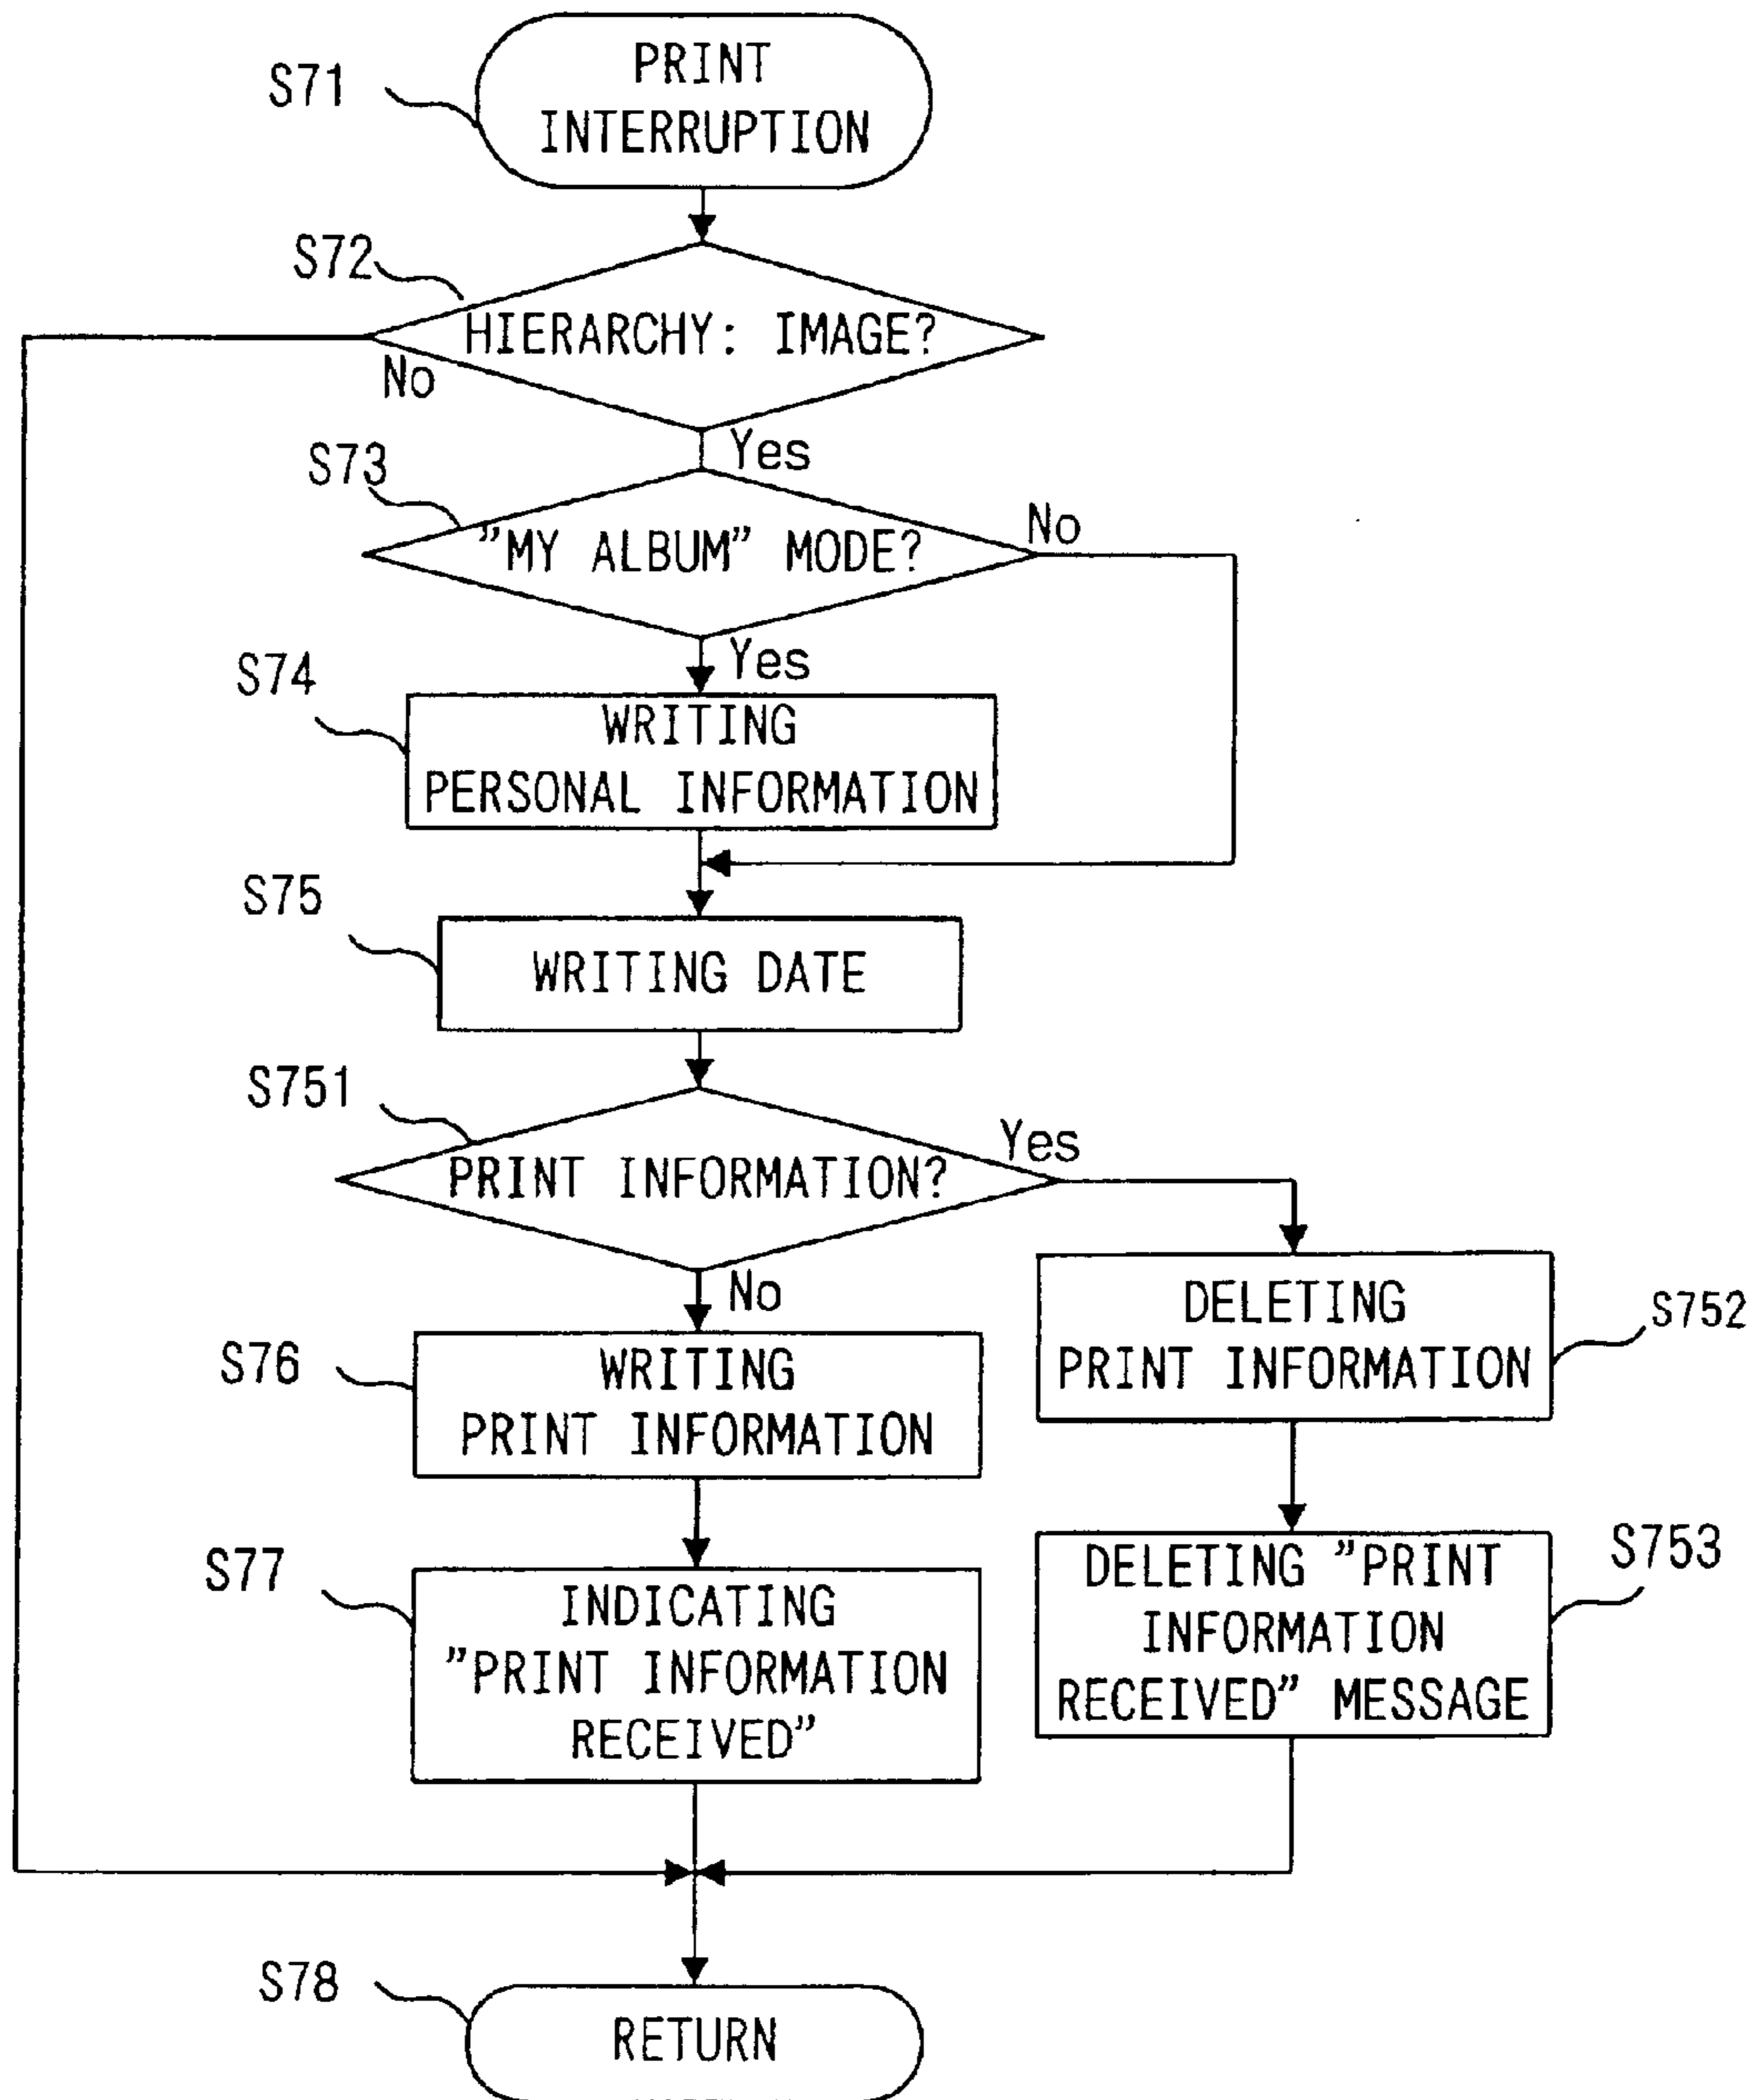 S71
PRINT
INTERRUPTION
S72
HIERARCHY: IMAGE?
No
Yes
S73
”MY ALBUM” MODE?
No
Yes
S74
WRITING
PERSONAL INFORMATION
S75
WRITING DATE
S751
PRINT INFORMATION?
Yes
No
S76
WRITING
PRINT INFORMATION
DELETING
PRINT INFORMATION
S752
S77
INDICATING
”PRINT INFORMATION
RECEIVED”
DELETING ”PRINT
INFORMATION
RECEIVED” MESSAGE
S753
S78
RETURN